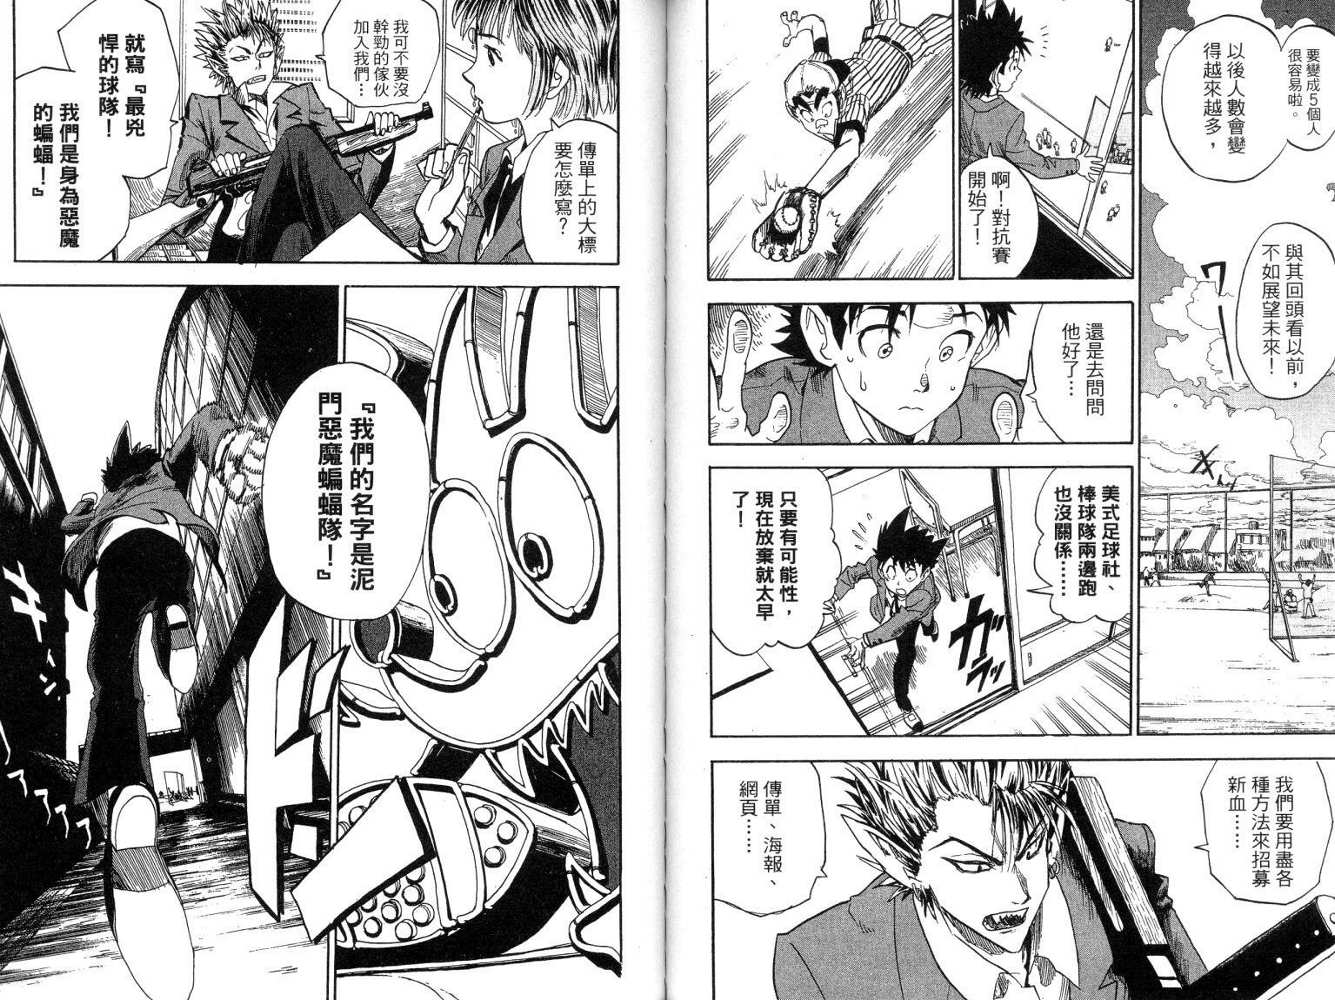 要變成5個人
很容易啦。
以後人數會變
得越來越多，
與其回頭看以前，
不如展望未來！
ワー
キィン
啊！對抗賽
開始了！
還是去問問
他好了…
美式足球社、
棒球隊兩邊跑
也沒關係……
只要有可能性，
現在放棄就太早
了！
ガラッ
我們要用盡各
種方法來招募
新血……
傳單、海報、
網頁……
傳單上的大標
要怎麼寫？
我可不要沒
幹勁的傢伙
加入我們…
就寫『最兇
悍的球隊！
我們是身為惡魔
的蝙蝠！』
『我們的名字是泥
門惡魔蝙蝠隊！』